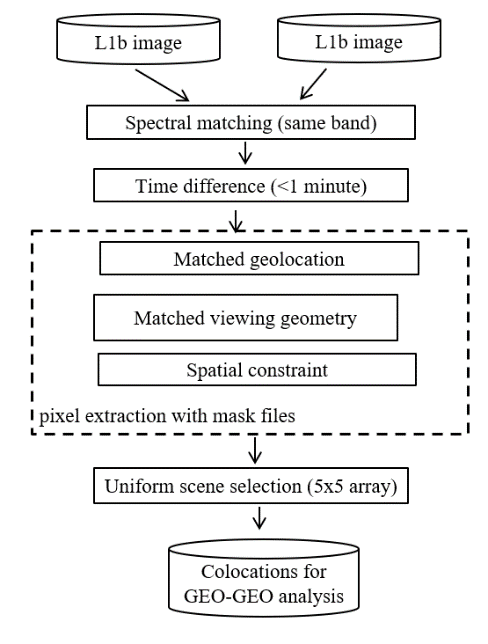 L1b image
L1b image
Spectral matching (same band)
Time difference (<1 minute)
Matched geolocation
Matched viewing geometry
Spatial constraint
pixel extraction with mask files
Uniform scene selection (5x5 array)
Colocations for
GEO-GEO analysis